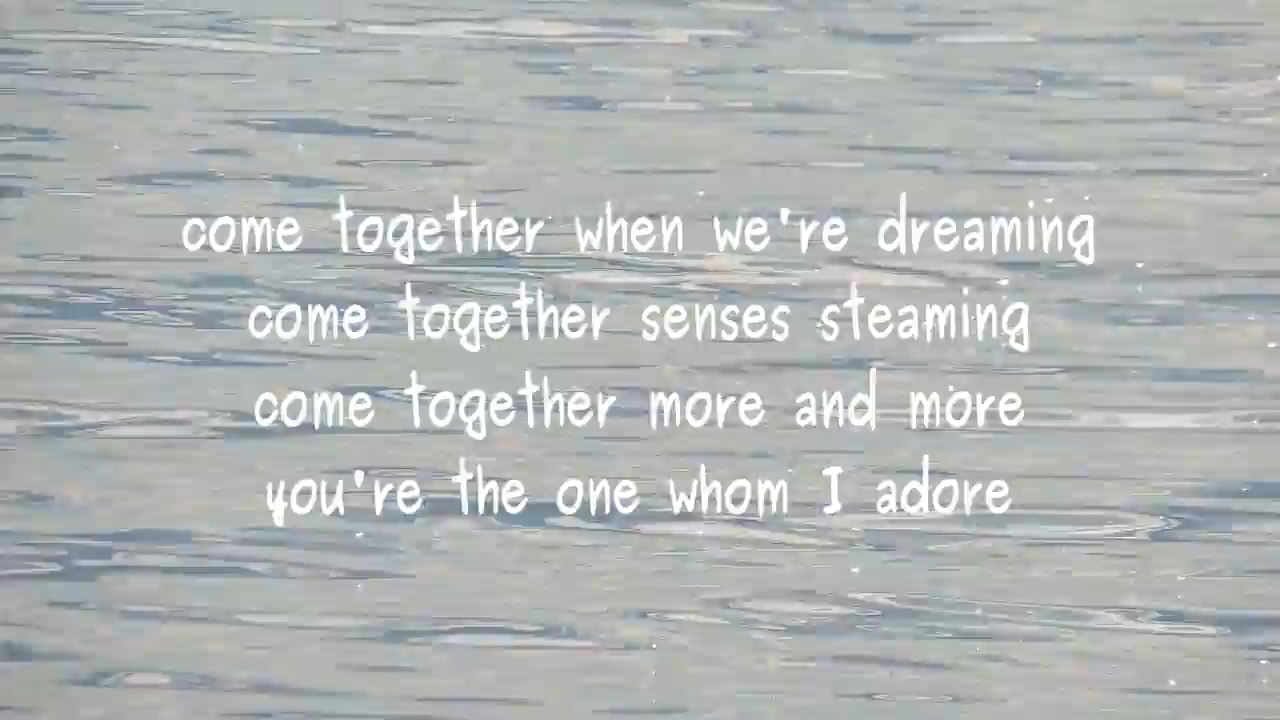 come together when we're dreaming
come together senses steaming
come together more and more
you're the one whom I adore